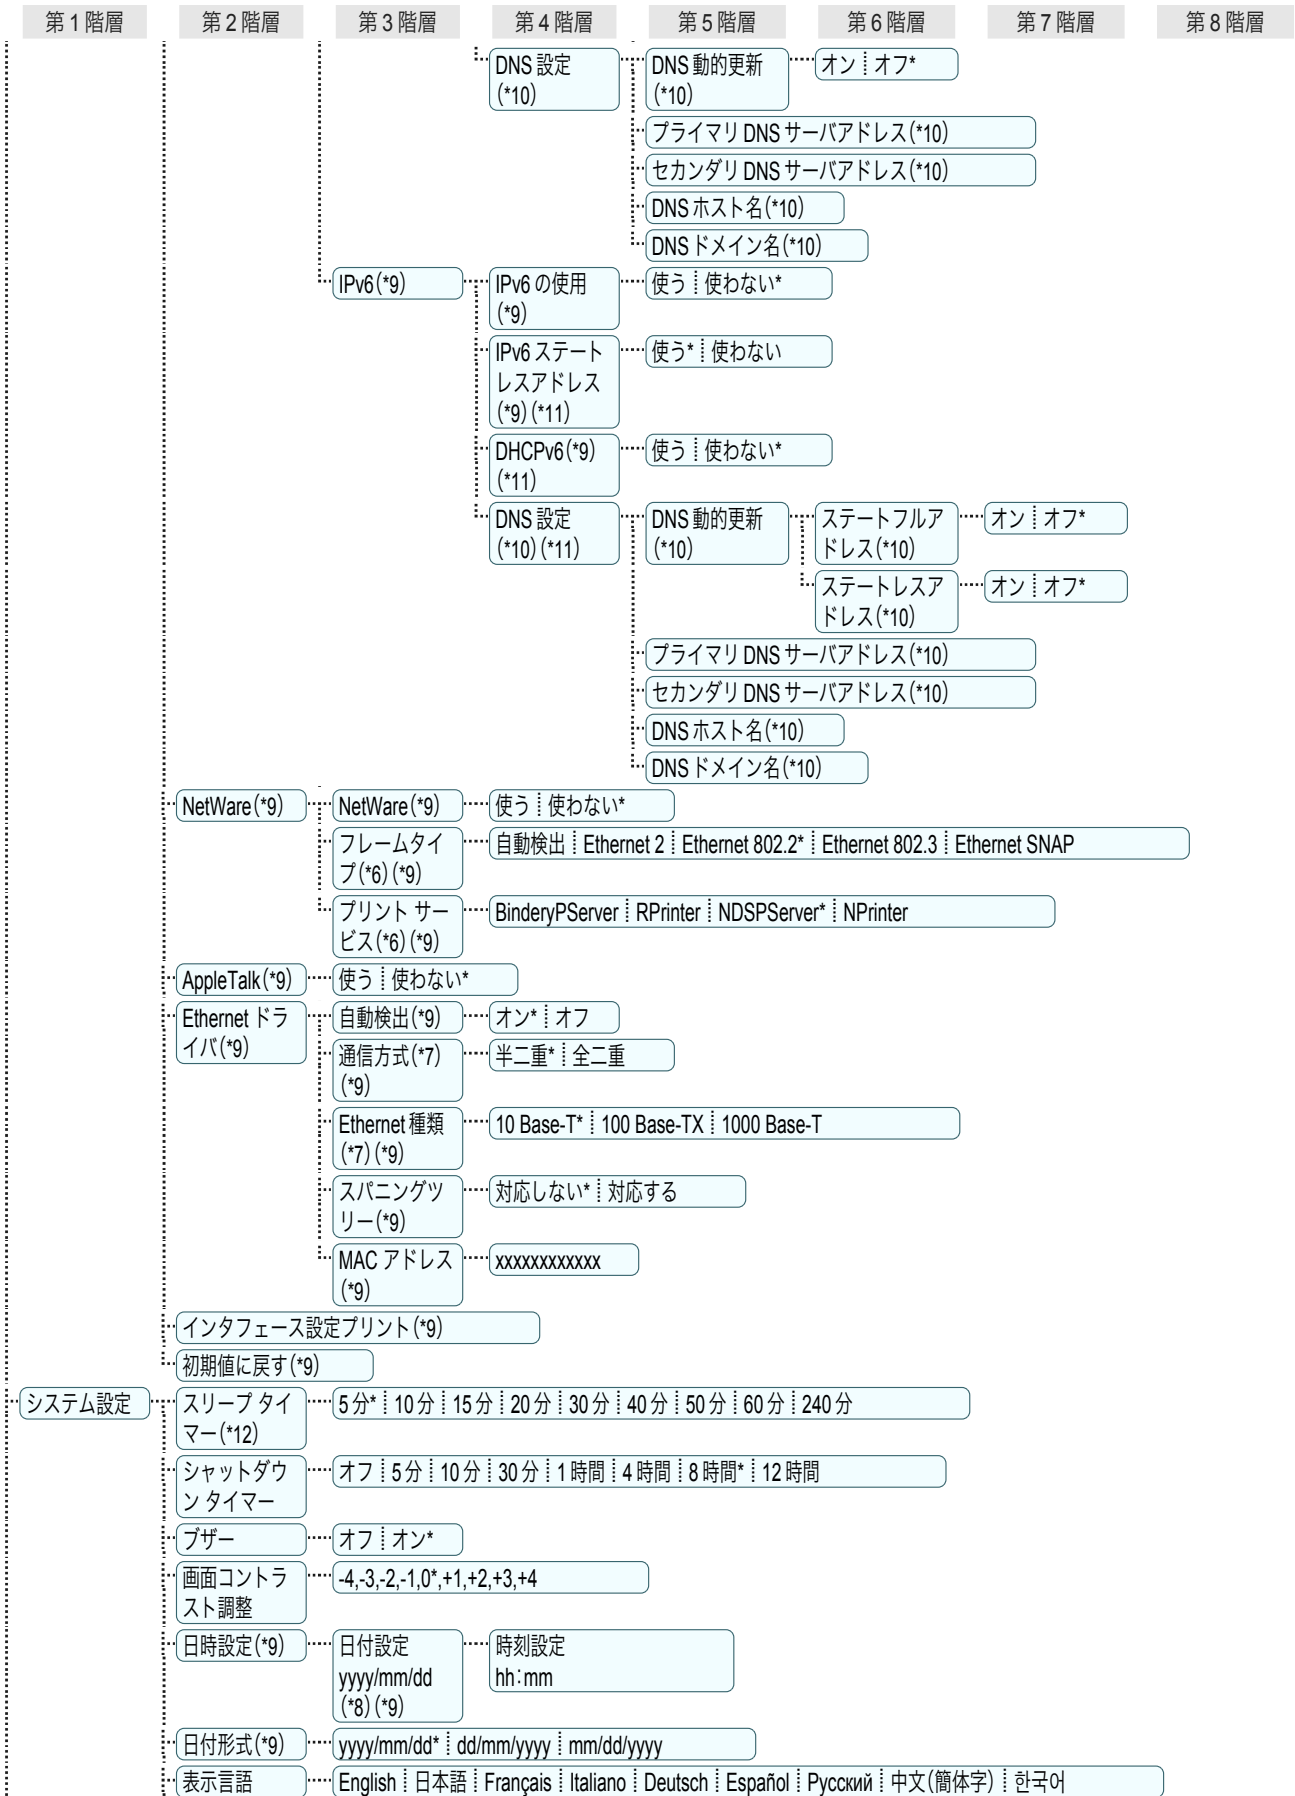 第 1 階層 第 2 階層 第 3 階層 第 4 階層 第 5 階層 第 6 階層 第 7 階層 第 8 階層
DNS 設定
(*10)
DNS 動的更新
(*10)
オン ┊ オフ*
プライマリ DNS サーバアドレス(*10)
セカンダリ DNS サーバアドレス(*10)
DNS ホスト名(*10)
DNS ドメイン名(*10)
IPv6(*9)
IPv6 の使用
(*9)
使う ┊ 使わない*
IPv6 ステート
レスアドレス
(*9) (*11)
使う* ┊ 使わない
DHCPv6(*9)
(*11)
使う ┊ 使わない*
DNS 設定
(*10) (*11)
DNS 動的更新
(*10)
ステートフルア
ドレス(*10)
オン ┊ オフ*
ステートレスア
ドレス(*10)
オン ┊ オフ*
プライマリ DNS サーバアドレス(*10)
セカンダリ DNS サーバアドレス(*10)
DNS ホスト名(*10)
DNS ドメイン名(*10)
NetWare(*9)
NetWare(*9)
使う ┊ 使わない*
フレームタイ
プ(*6) (*9)
自動検出 ┊ Ethernet 2 ┊ Ethernet 802.2* ┊ Ethernet 802.3 ┊ Ethernet SNAP
プリント サー
ビス(*6) (*9)
BinderyPServer ┊ RPrinter ┊ NDSPServer* ┊ NPrinter
AppleTalk(*9)
使う ┊ 使わない*
Ethernet ドラ
イバ(*9)
自動検出(*9)
オン* ┊ オフ
通信方式(*7)
(*9)
半二重* ┊ 全二重
Ethernet 種類
(*7) (*9)
10 Base-T* ┊ 100 Base-TX ┊ 1000 Base-T
スパニングツ
リー(*9)
対応しない* ┊ 対応する
MAC アドレス
(*9)
xxxxxxxxxxxx
インタフェース設定プリント(*9)
初期値に戻す(*9)
システム設定
スリープ タイ
マー(*12)
5 分* ┊ 10 分 ┊ 15 分 ┊ 20 分 ┊ 30 分 ┊ 40 分 ┊ 50 分 ┊ 60 分 ┊ 240 分
シャットダウ
ン タイマー
オフ ┊ 5 分 ┊ 10 分 ┊ 30 分 ┊ 1 時間 ┊ 4 時間 ┊ 8 時間* ┊ 12 時間
ブザー
オフ ┊ オン*
画面コントラ
スト調整
-4,-3,-2,-1,0*,+1,+2,+3,+4
日時設定(*9)
日付設定
yyyy/mm/dd
(*8) (*9)
時刻設定
hh:mm
日付形式(*9)
yyyy/mm/dd* ┊ dd/mm/yyyy ┊ mm/dd/yyyy
表示言語
English ┊ 日本語 ┊ Français ┊ Italiano ┊ Deutsch ┊ Español ┊ Русский ┊ 中文(簡体字) ┊ 한국어